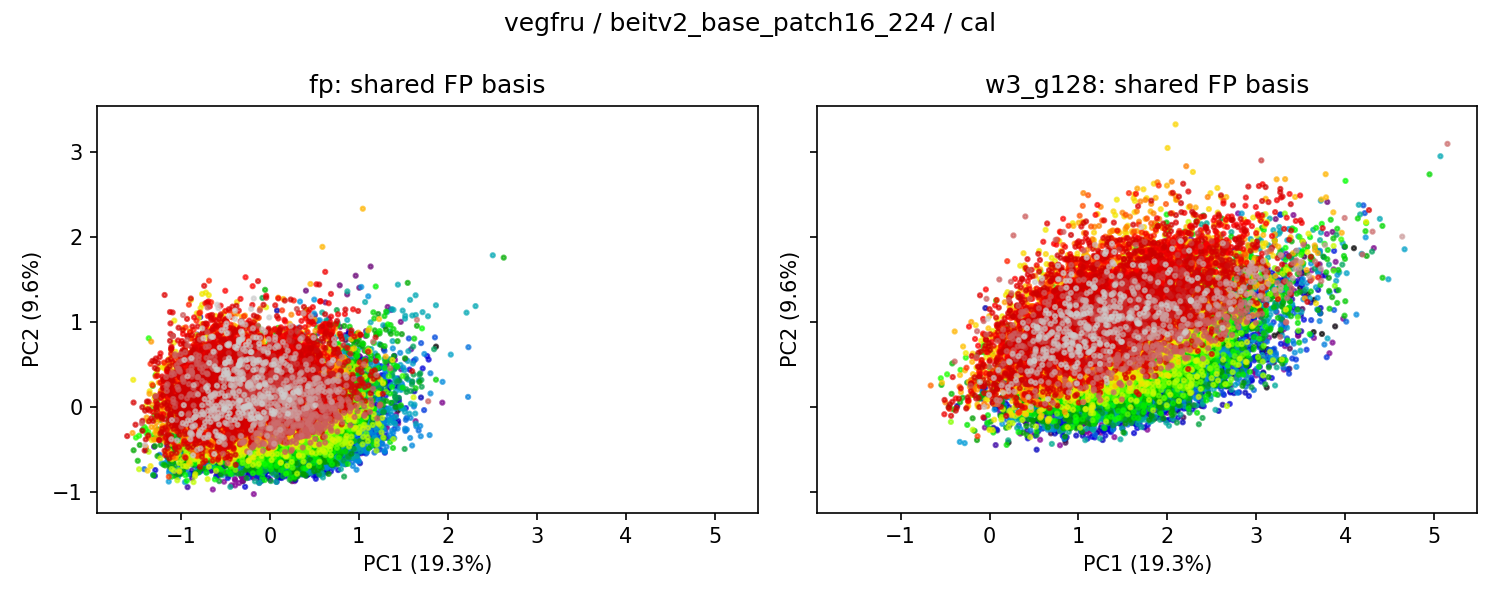 vegfru / beitv2_base_patch16_224 / cal
fp: shared FP basis
w3_g128: shared FP basis
3
2
1
0
−1
PC2 (9.6%)
PC2 (9.6%)
−1 0 1 2 3 4 5
−1 0 1 2 3 4 5
PC1 (19.3%)
PC1 (19.3%)